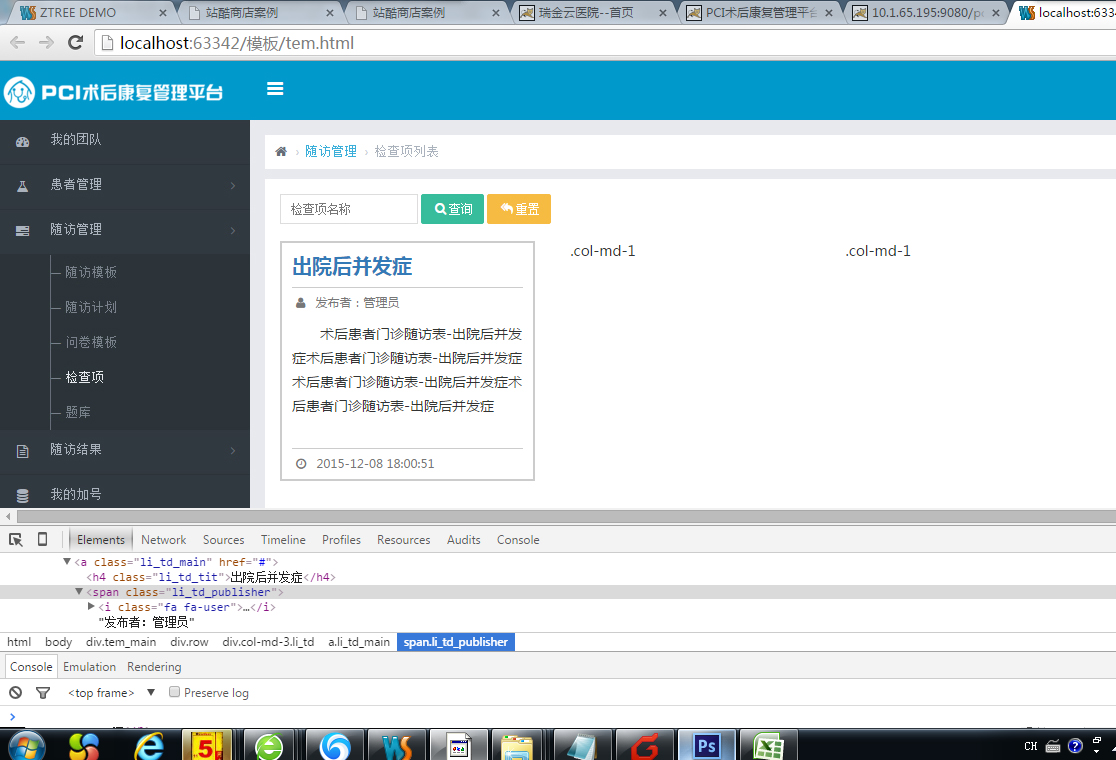 ZTREE DEMO
站酷商店案例
站酷商店案例
瑞金云医院--首页
PCI术后康复管理平台
10.1.65.195:9080/pc
localhost:6334
localhost:63342/模板/tem.html
PCI术后康复管理平台
我的团队
患者管理
随访管理
随访模板
随访计划
问卷模板
检查项
题库
随访结果
我的加号
随访管理 › 检查项列表
检查项名称 查询 重置
出院后并发症
发布者：管理员
术后患者门诊随访表-出院后并发
症术后患者门诊随访表-出院后并发症
术后患者门诊随访表-出院后并发症术
后患者门诊随访表-出院后并发症
2015-12-08 18:00:51
.col-md-1
.col-md-1
Elements Network Sources Timeline Profiles Resources Audits Console
▼<a class="li_td_main" href="#">
<h4 class="li_td_tit">出院后并发症</h4>
▼<span class="li_td_publisher">
▶<i class="fa fa-user">…</i>
"发布者：管理员"
html body div.tem_main div.row div.col-md-3.li_td a.li_td_main span.li_td_publisher
Console Emulation Rendering
<top frame> ▼ Preserve log
>
5
Ps
CH